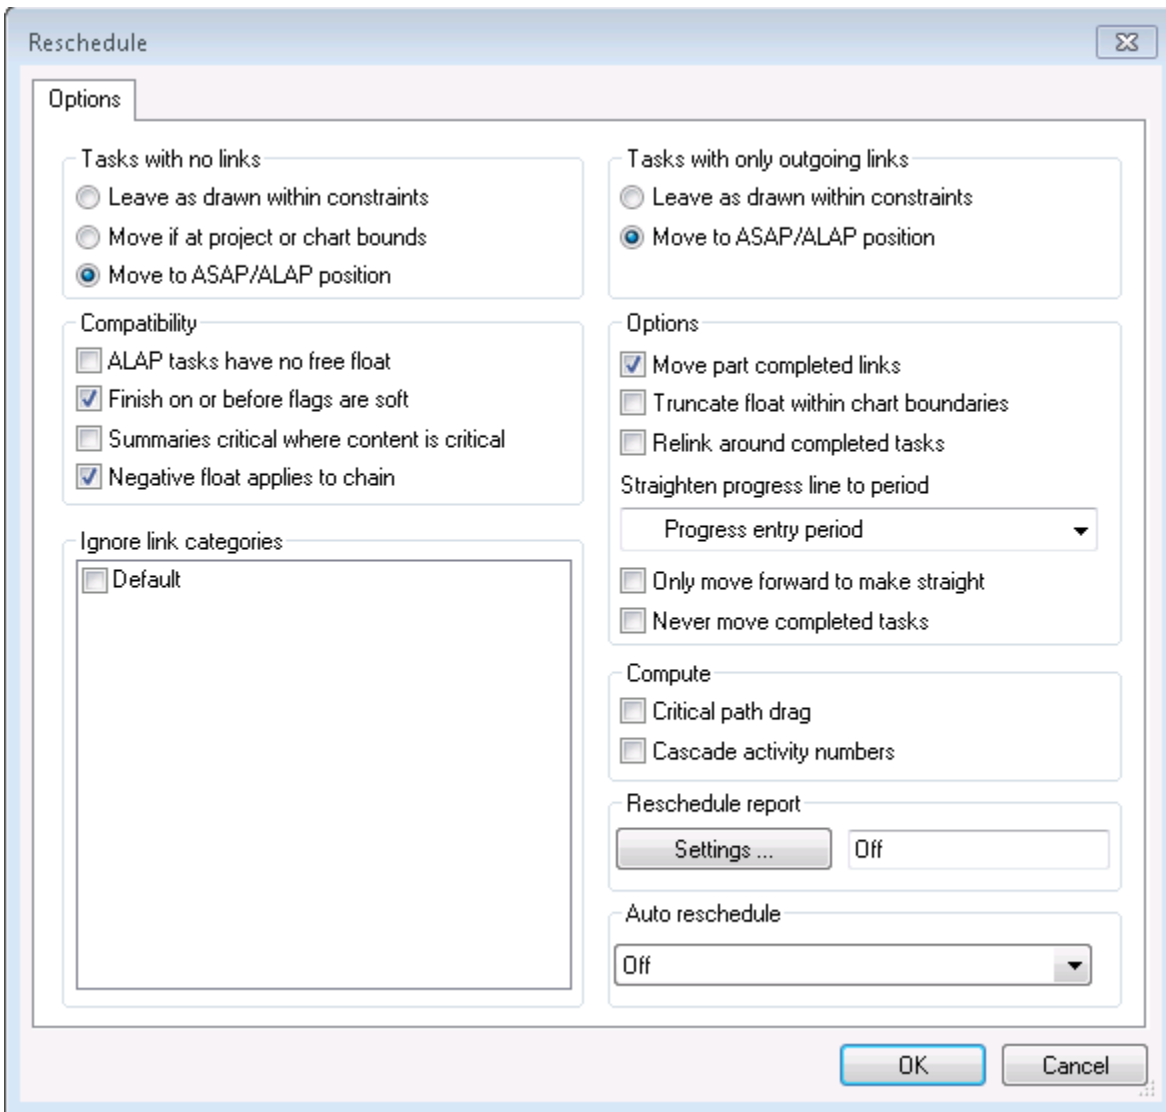 Reschedule
Options
Tasks with no links
Leave as drawn within constraints
Move if at project or chart bounds
Move to ASAP/ALAP position
Tasks with only outgoing links
Leave as drawn within constraints
Move to ASAP/ALAP position
Compatibility
ALAP tasks have no free float
Finish on or before flags are soft
Summaries critical where content is critical
Negative float applies to chain
Options
Move part completed links
Truncate float within chart boundaries
Relink around completed tasks
Straighten progress line to period
Progress entry period
Only move forward to make straight
Never move completed tasks
Ignore link categories
Default
Compute
Critical path drag
Cascade activity numbers
Reschedule report
Settings ... Off
Auto reschedule
Off
OK Cancel